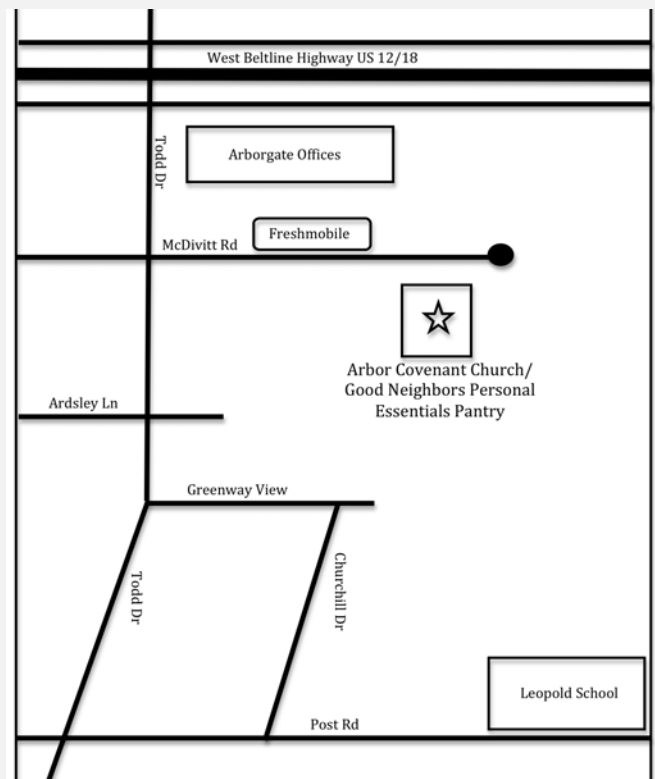 West Beltline Highway US 12/18
Todd Dr
Arborgate Offices
Freshmobile
McDivitt Rd
Arbor Covenant Church/
Good Neighbors Personal
Essentials Pantry
Ardsley Ln
Greenway View
Todd Dr
Churchill Dr
Leopold School
Post Rd